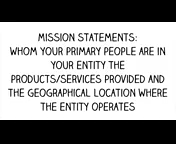 MISSION STATEMENTS:
WHOM YOUR PRIMARY PEOPLE ARE IN
YOUR ENTITY THE
PRODUCTS/SERVICES PROVIDED AND
THE GEOGRAPHICAL LOCATION WHERE
THE ENTITY OPERATES